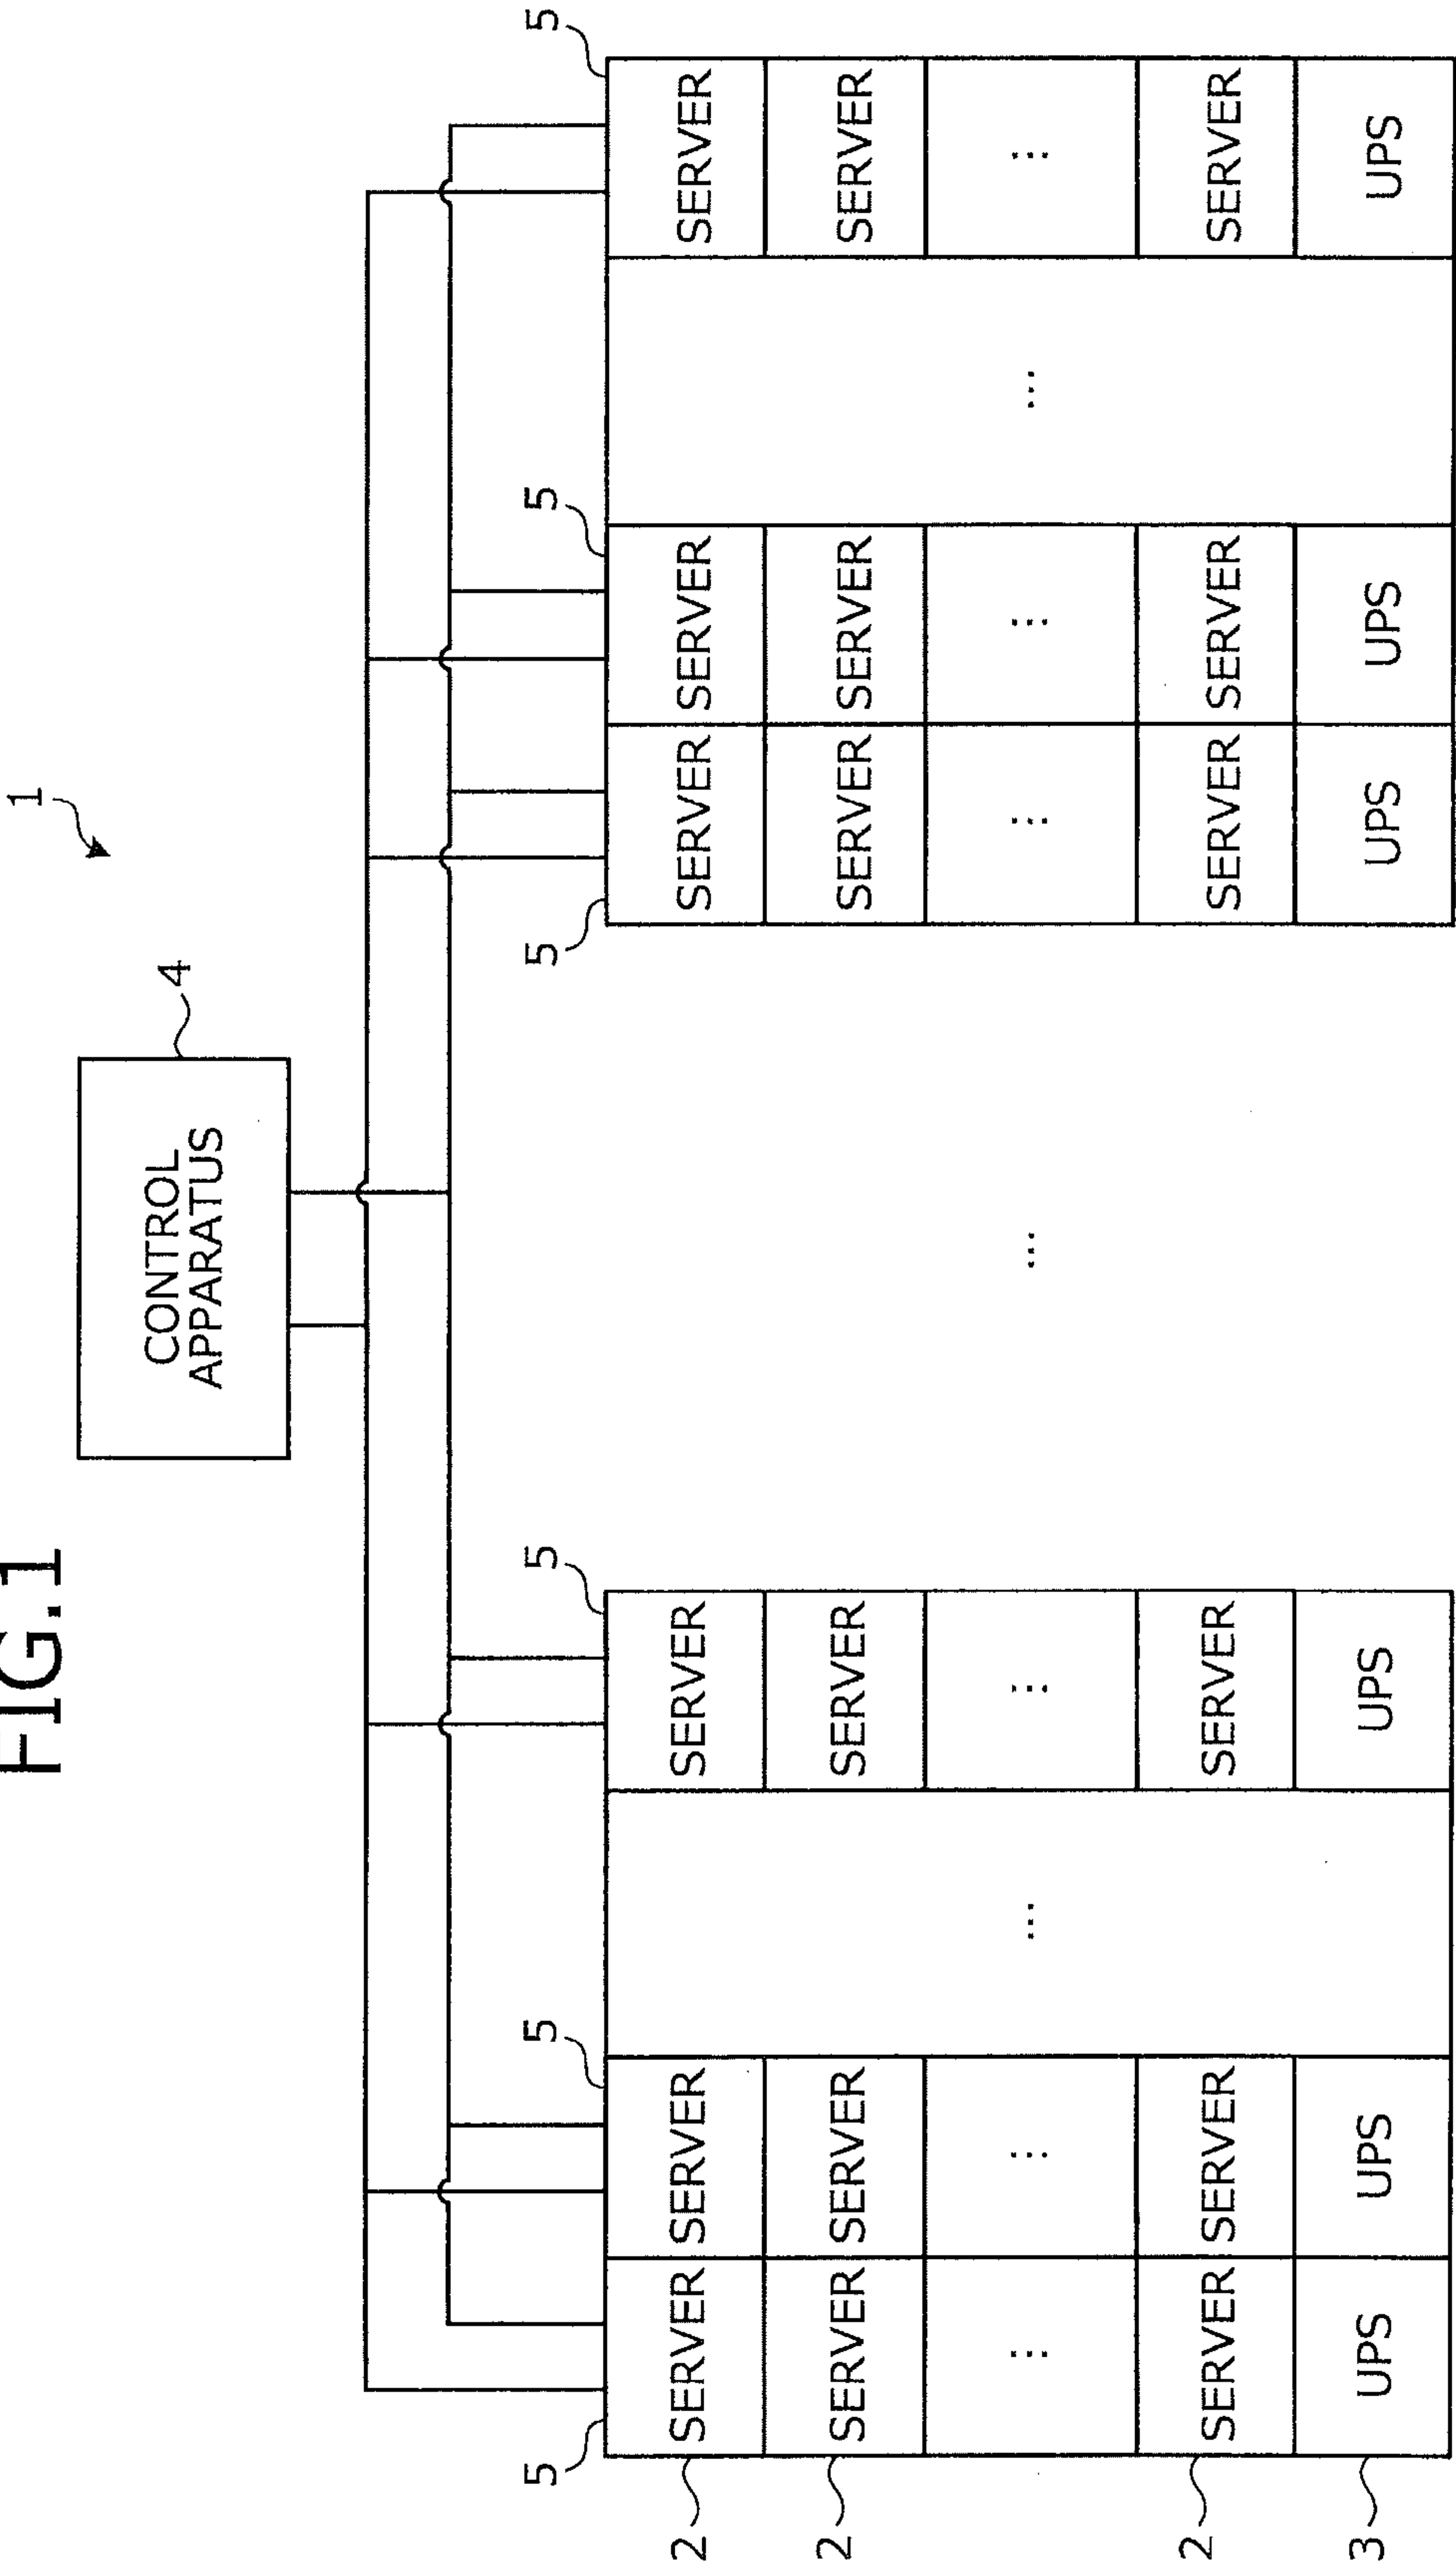 FIG.1
1
CONTROL
APPARATUS
4
5 5 5 5 5 5
2 SERVER SERVER ... SERVER SERVER SERVER ... SERVER
2 SERVER SERVER SERVER ... SERVER SERVER SERVER
... ... ... ... ... ...
2 SERVER SERVER SERVER SERVER SERVER SERVER
3 UPS UPS UPS UPS UPS UPS